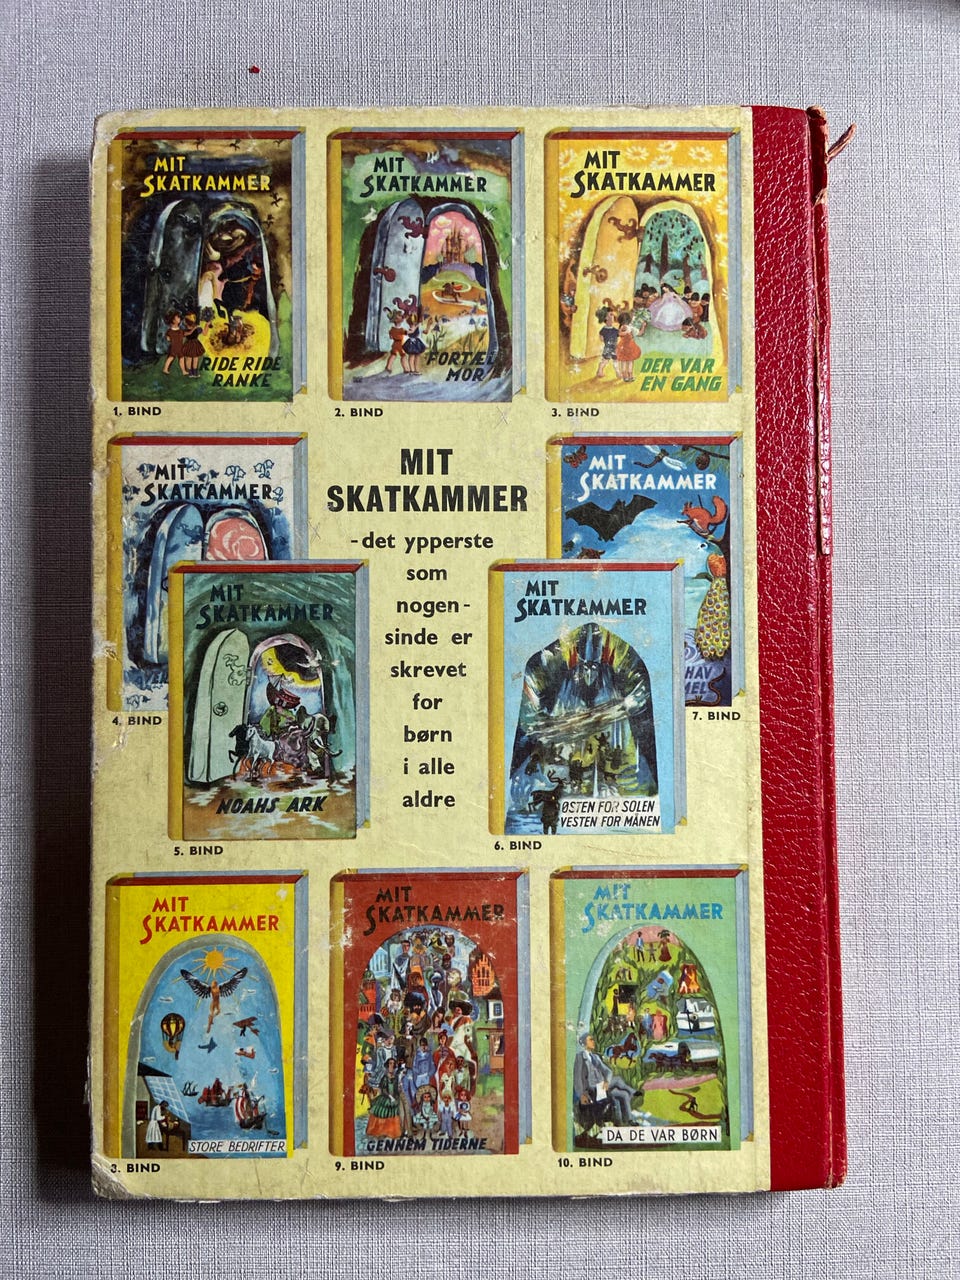 MIT
SKATKAMMER
RIDE RIDE
RANKE
1. BIND
MIT
SKATKAMMER
FORTÆL
MOR
2. BIND
MIT
SKATKAMMER
DER VAR
EN GANG
3. BIND
MIT
SKATKAMMER
4. BIND
MIT
SKATKAMMER
- det ypperste
som
nogen-
sinde er
skrevet
for
børn
i alle
aldre
MIT
SKATKAMMER
HAV
7. BIND
MIT
SKATKAMMER
NOAHS ARK
5. BIND
MIT
SKATKAMMER
ØSTEN FOR SOLEN
VESTEN FOR MÅNEN
6. BIND
MIT
SKATKAMMER
STORE BEDRIFTER
8. BIND
MIT
SKATKAMMER
GENNEM TIDERNE
9. BIND
MIT
SKATKAMMER
DA DE VAR BØRN
10. BIND